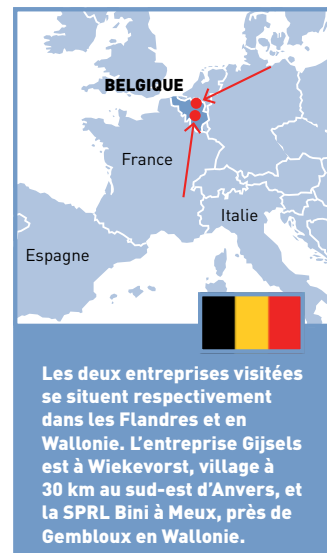 BELGIQUE
France
Italie
Espagne
Les deux entreprises visitées
se situent respectivement
dans les Flandres et en
Wallonie. L’entreprise Gijsels
est à Wiekevorst, village à
30 km au sud-est d’Anvers, et
la SPRL Bini à Meux, près de
Gembloux en Wallonie.